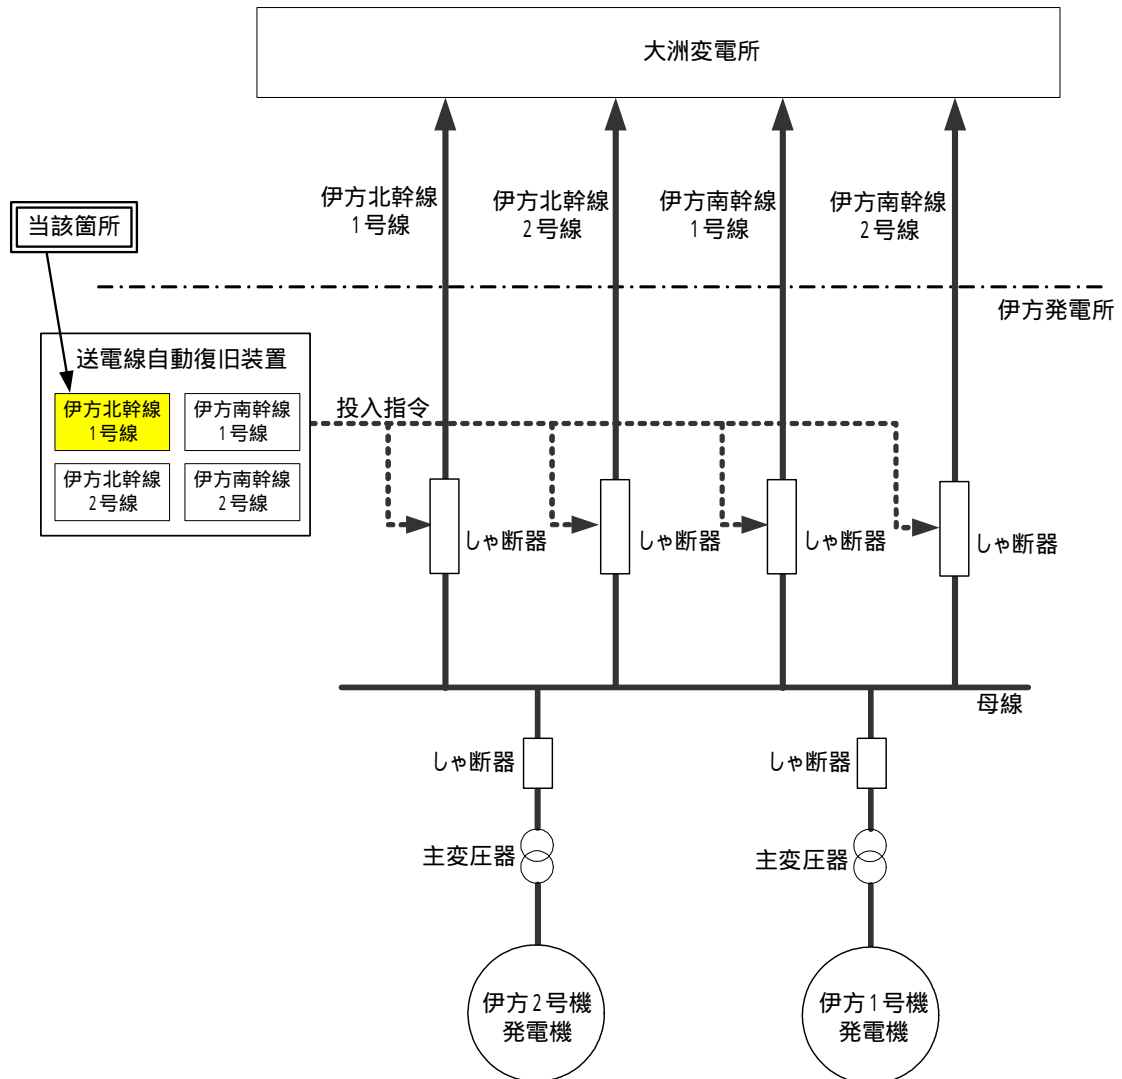 大洲変電所
伊方北幹線
1号線
伊方北幹線
2号線
伊方南幹線
1号線
伊方南幹線
2号線
当該箇所
伊方発電所
送電線自動復旧装置
伊方北幹線
1号線
伊方南幹線
1号線
伊方北幹線
2号線
伊方南幹線
2号線
投入指令
しゃ断器
しゃ断器
しゃ断器
しゃ断器
母線
しゃ断器
しゃ断器
主変圧器
主変圧器
伊方2号機
発電機
伊方1号機
発電機